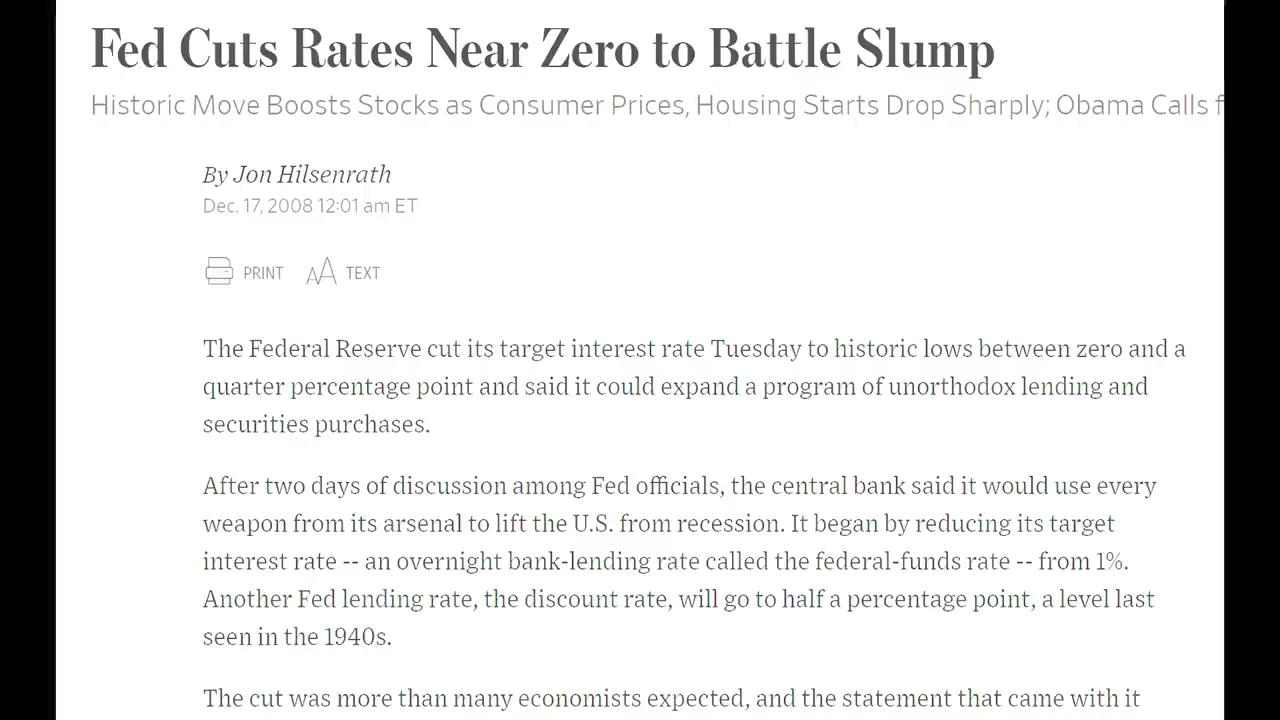 Fed Cuts Rates Near Zero to Battle Slump
Historic Move Boosts Stocks as Consumer Prices, Housing Starts Drop Sharply; Obama Calls f
By Jon Hilsenrath
Dec. 17, 2008 12:01 am ET
PRINT AA TEXT
The Federal Reserve cut its target interest rate Tuesday to historic lows between zero and a
quarter percentage point and said it could expand a program of unorthodox lending and
securities purchases.
After two days of discussion among Fed officials, the central bank said it would use every
weapon from its arsenal to lift the U.S. from recession. It began by reducing its target
interest rate -- an overnight bank-lending rate called the federal-funds rate -- from 1%.
Another Fed lending rate, the discount rate, will go to half a percentage point, a level last
seen in the 1940s.
The cut was more than many economists expected, and the statement that came with it